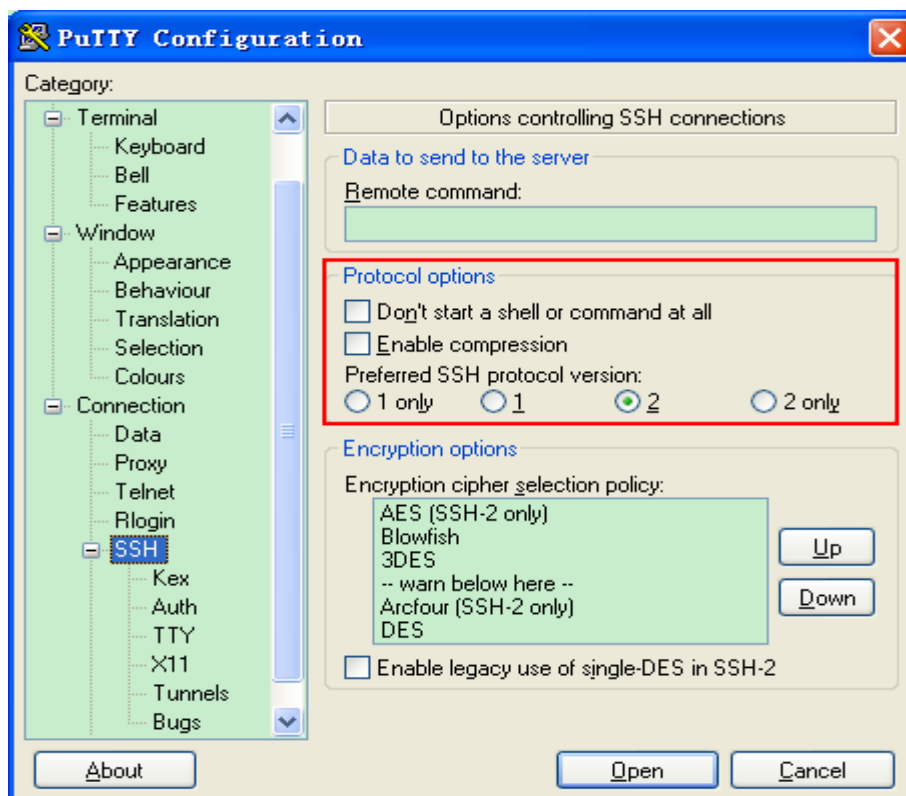 PuTTY Configuration
Category:
Terminal
Keyboard
Bell
Features
Window
Appearance
Behaviour
Translation
Selection
Colours
Connection
Data
Proxy
Telnet
Rlogin
SSH
Kex
Auth
TTY
X11
Tunnels
Bugs
Options controlling SSH connections
Data to send to the server
Remote command:
Protocol options
Don't start a shell or command at all
Enable compression
Preferred SSH protocol version:
1 only 1 2 2 only
Encryption options
Encryption cipher selection policy:
AES (SSH-2 only)
Blowfish
3DES
-- warn below here --
Arcfour (SSH-2 only)
DES
Up
Down
Enable legacy use of single-DES in SSH-2
About Open Cancel